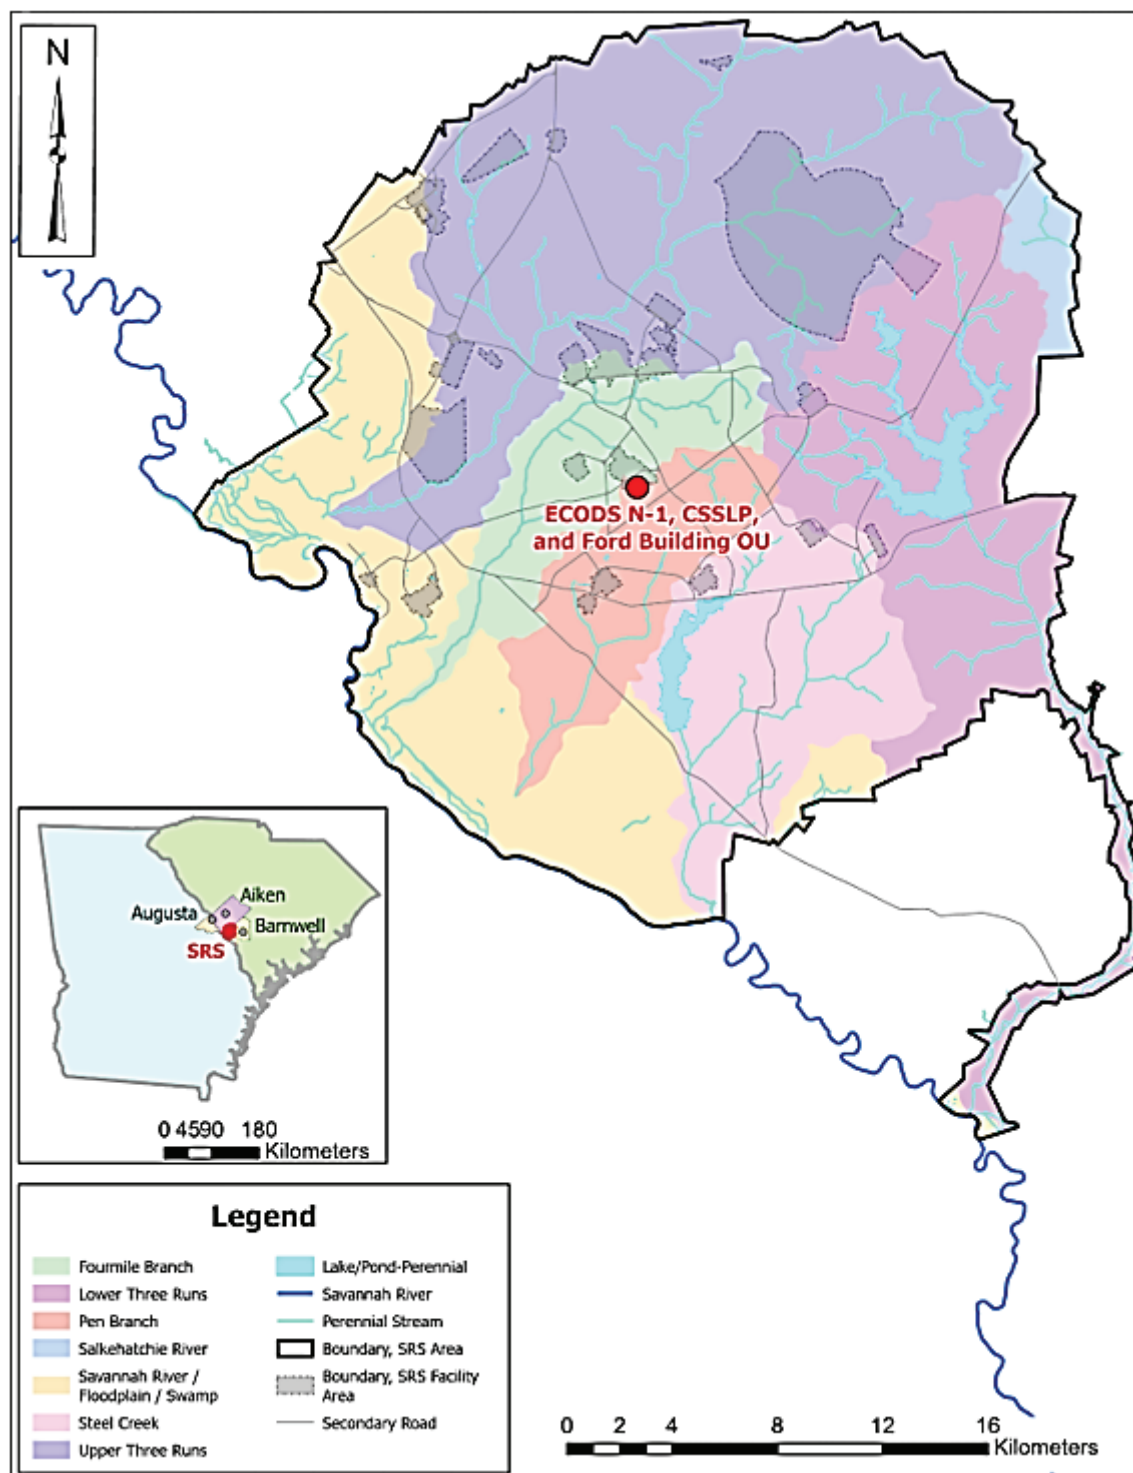 N
ECODS N-1, CSSLP,
and Ford Building OU
Aiken
Augusta
Barnwell
SRS
0 4590 180
Kilometers
Legend
Fourmile Branch
Lower Three Runs
Pen Branch
Salkehatchie River
Savannah River /
Floodplain / Swamp
Steel Creek
Upper Three Runs
Lake/Pond-Perennial
Savannah River
Perennial Stream
Boundary, SRS Area
Boundary, SRS Facility
Area
Secondary Road
0 2 4 8 12 16
Kilometers